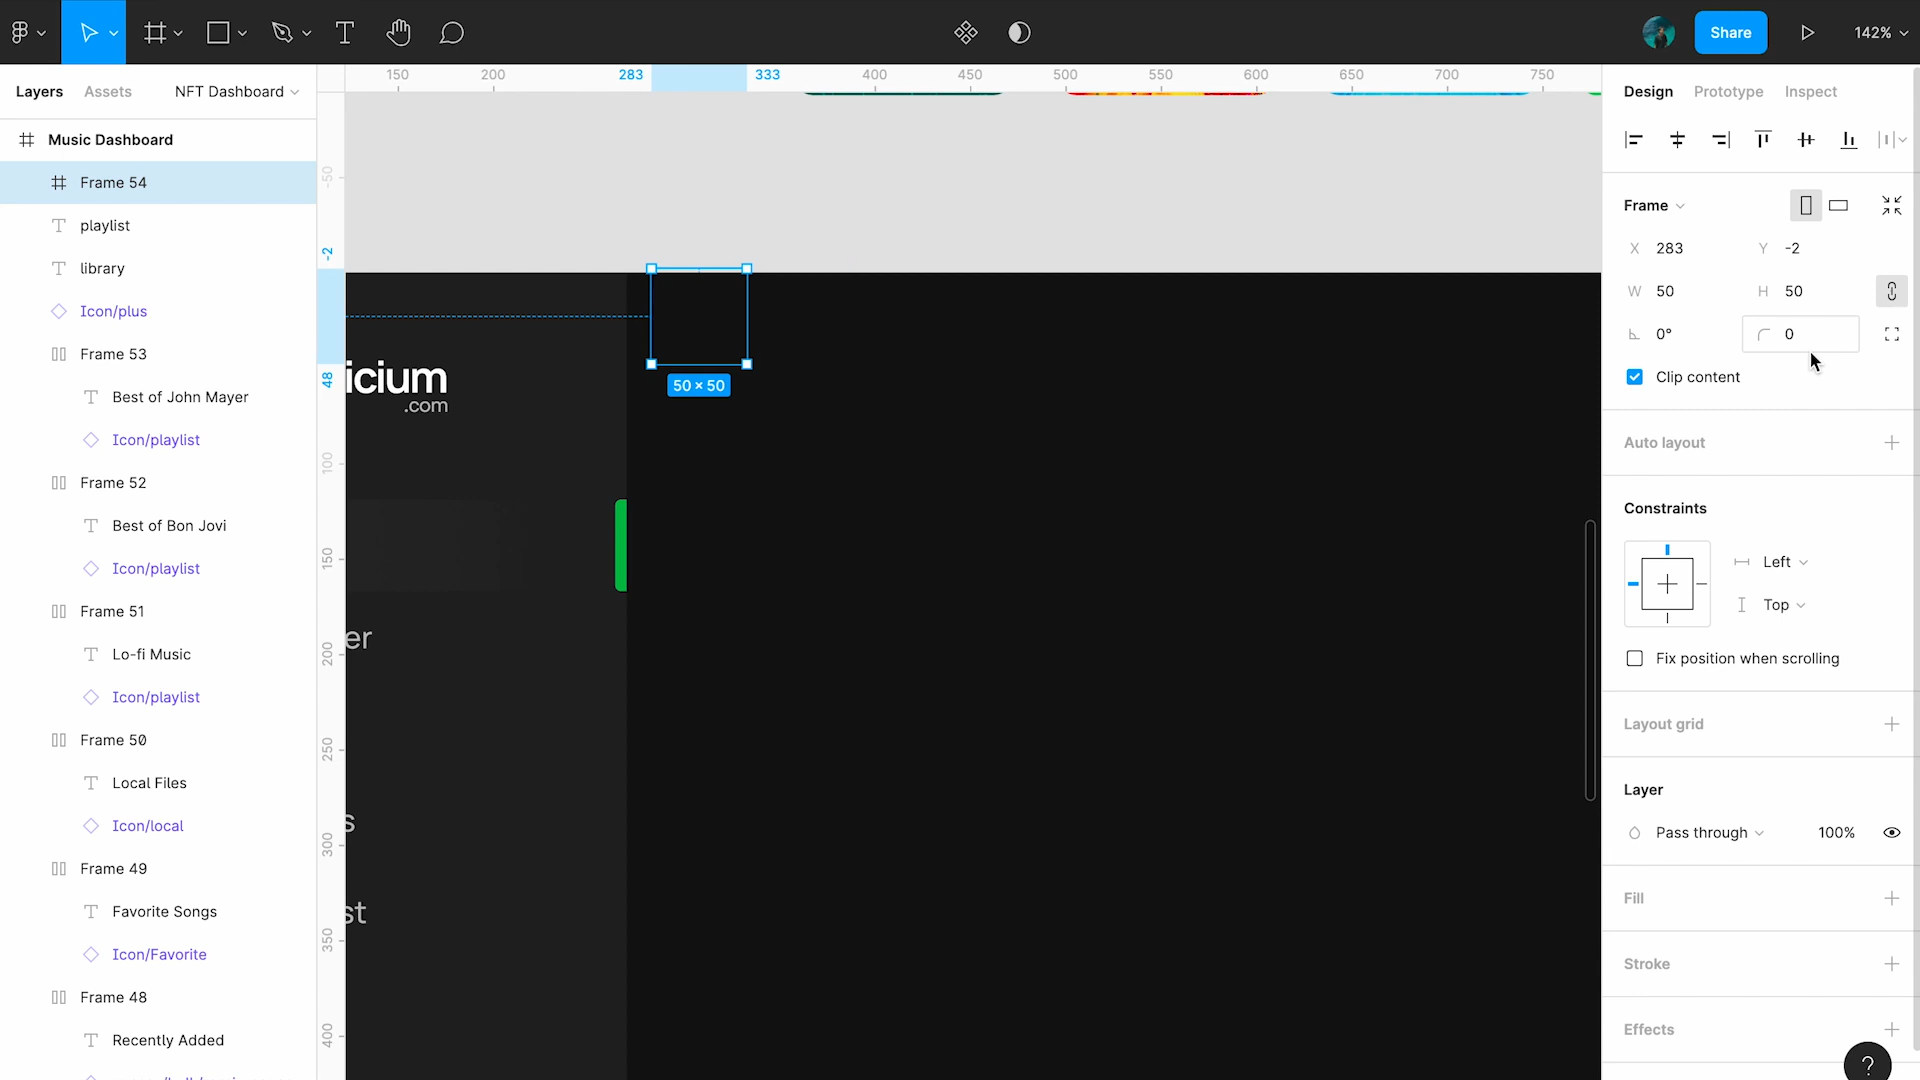 Share
142%
Layers
Assets
NFT Dashboard
150
200
283
333
400
450
500
550
600
650
700
750
Design
Prototype
Inspect
Music Dashboard
Frame 54
playlist
library
Icon/plus
Frame 53
Best of John Mayer
Icon/playlist
Frame 52
Best of Bon Jovi
Icon/playlist
Frame 51
Lo-fi Music
Icon/playlist
Frame 50
Local Files
Icon/local
Frame 49
Favorite Songs
Icon/Favorite
Frame 48
Recently Added
-50
-2
48
100
150
200
250
300
350
400
icium
.com
50 × 50
er
s
st
Frame
X 283
Y -2
W 50
H 50
0°
0
Clip content
Auto layout
Constraints
Left
Top
Fix position when scrolling
Layout grid
Layer
Pass through
100%
Fill
Stroke
Effects
?